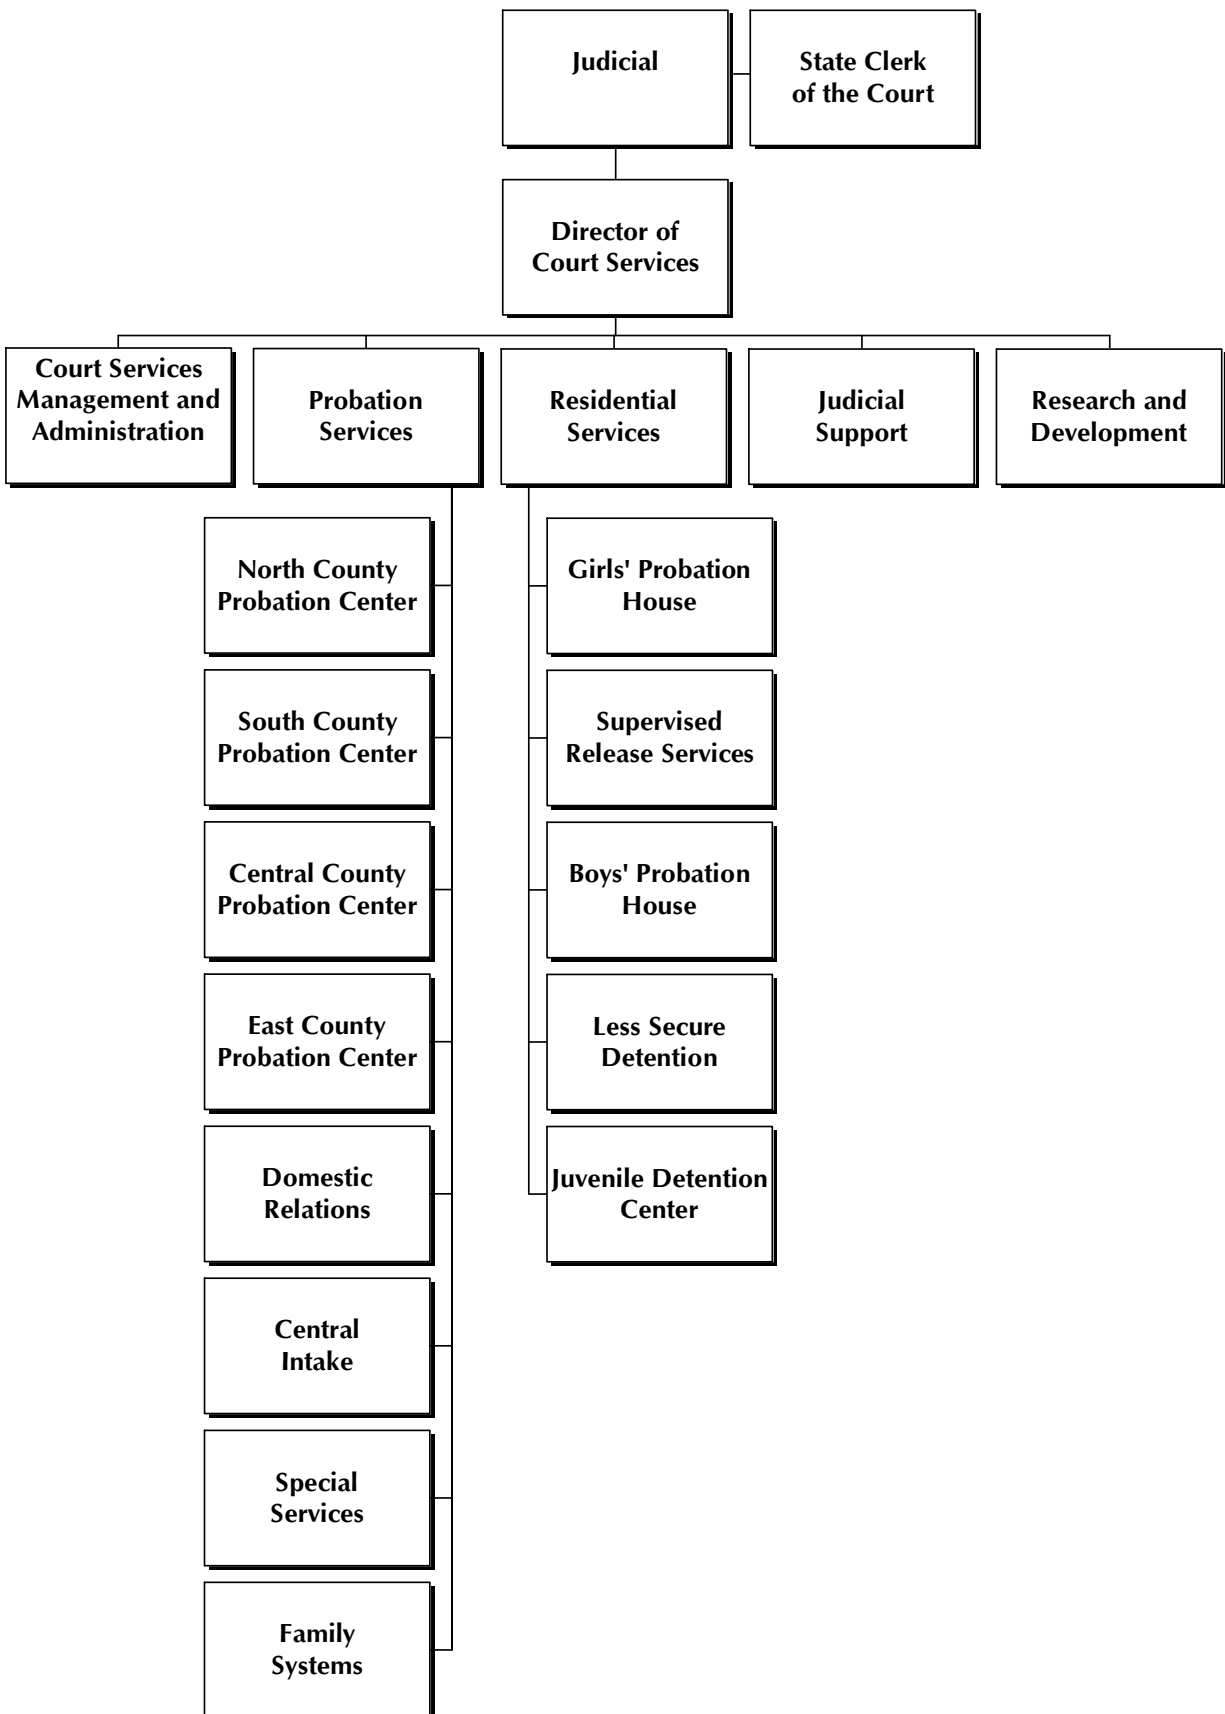 Judicial
State Clerk
of the Court
Director of
Court Services
Court Services
Management and
Administration
Probation
Services
Residential
Services
Judicial
Support
Research and
Development
North County
Probation Center
South County
Probation Center
Central County
Probation Center
East County
Probation Center
Domestic
Relations
Central
Intake
Special
Services
Family
Systems
Girls' Probation
House
Supervised
Release Services
Boys' Probation
House
Less Secure
Detention
Juvenile Detention
Center